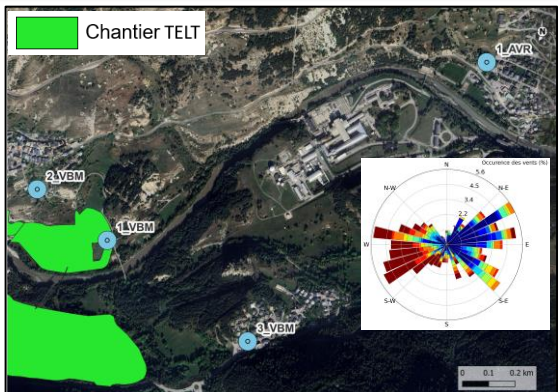 Chantier TELT
N
1_AVR
2_VBM
1_VBM
3_VBM
Occurence des vents (%)
N
5.6
4.5
3.4
2.2
N-W
N-E
W
E
S-W
S-E
S
0 0.1 0.2 km